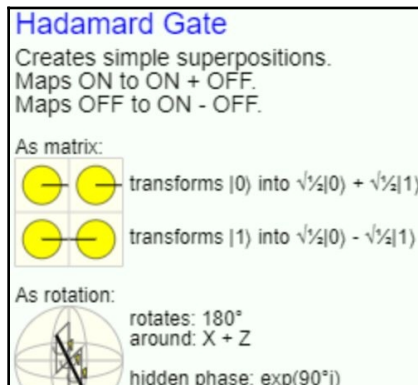 Hadamard Gate
Creates simple superpositions.
Maps ON to ON + OFF.
Maps OFF to ON - OFF.
As matrix:
transforms |0⟩ into √½|0⟩ + √½|1⟩
transforms |1⟩ into √½|0⟩ - √½|1⟩
As rotation:
rotates: 180°
around: X + Z
hidden phase: exp(90°i)